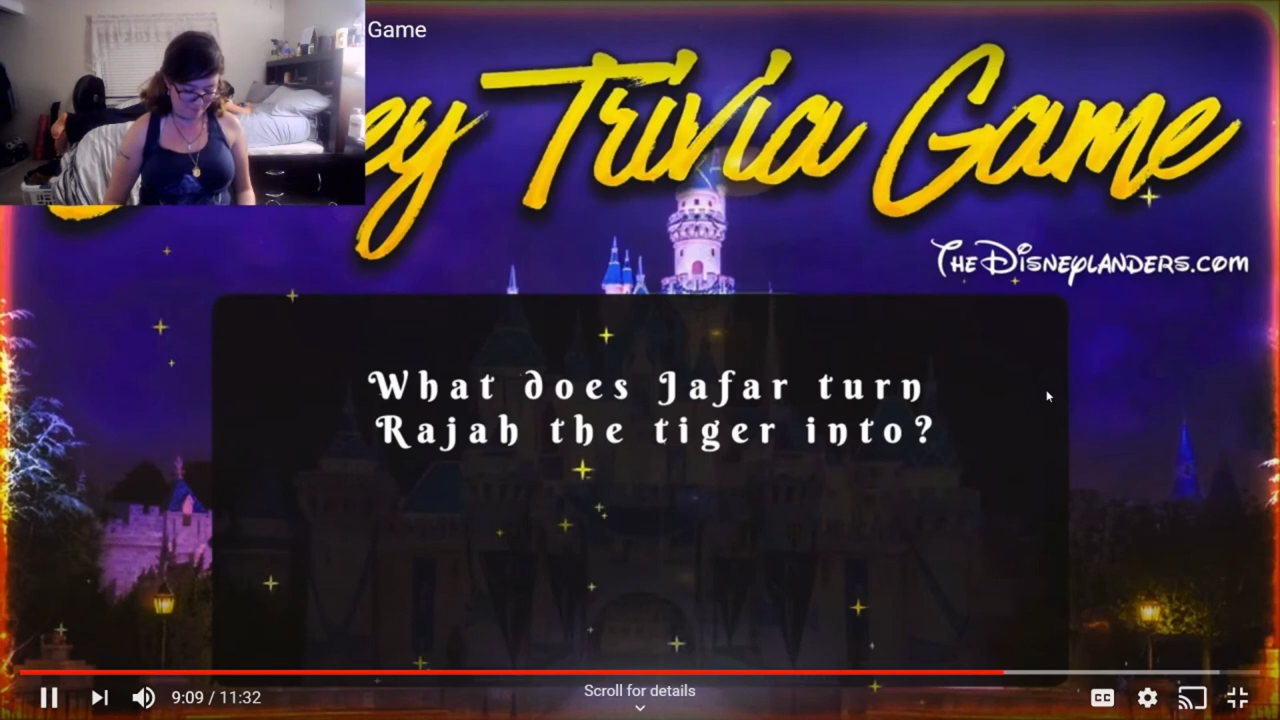 Game
ey Trivia Game
TheDisneylanders.com
What does Jafar turn
Rajah the tiger into?
9:09 / 11:32
Scroll for details
CC